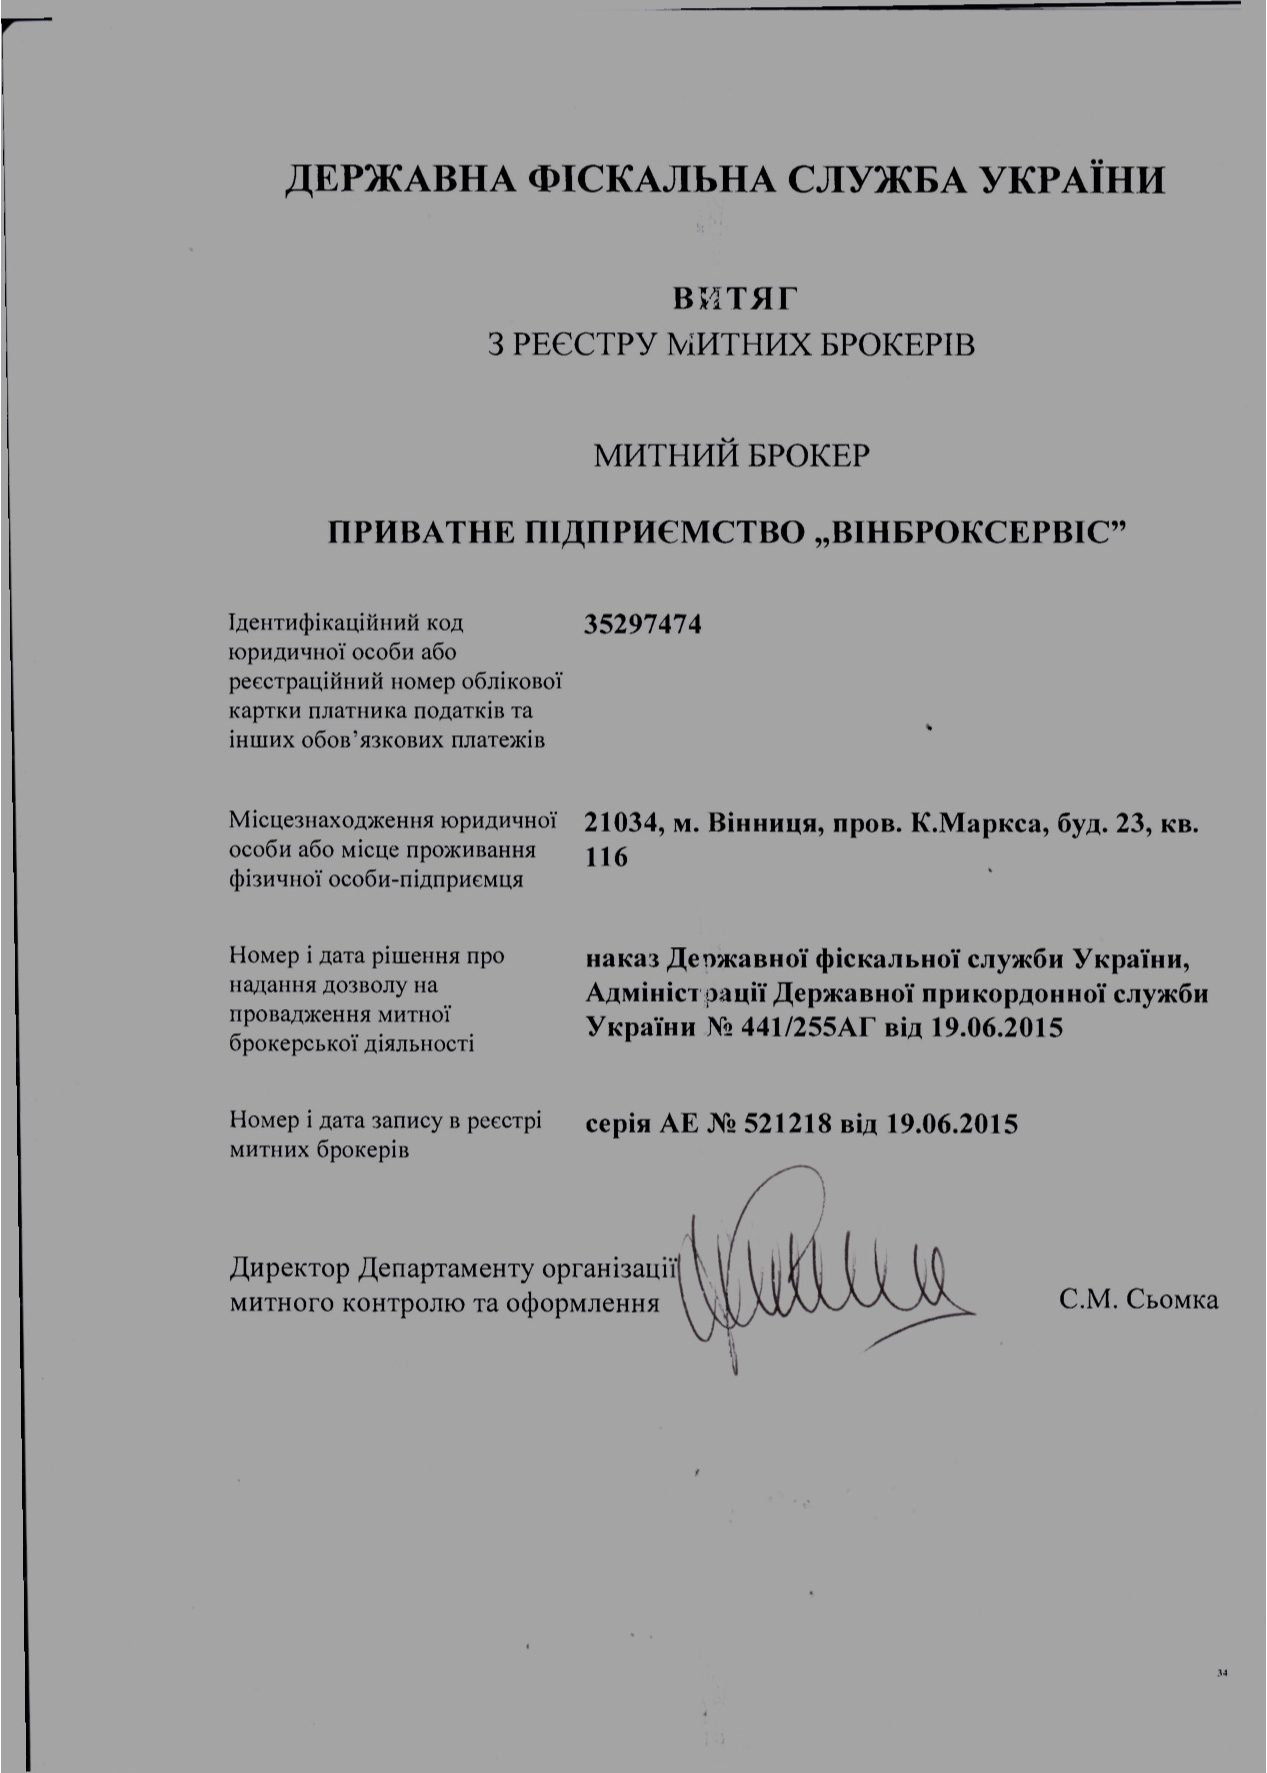 ДЕРЖАВНА ФІСКАЛЬНА СЛУЖБА УКРАЇНИ
ВИТЯГ
З РЕЄСТРУ МИТНИХ БРОКЕРІВ
МИТНИЙ БРОКЕР
ПРИВАТНЕ ПІДПРИЄМСТВО „ВІНБРОКСЕРВІС”
Ідентифікаційний код
юридичної особи або
реєстраційний номер облікової
картки платника податків та
інших обов’язкових платежів
35297474
Місцезнаходження юридичної
особи або місце проживання
фізичної особи-підприємця
21034, м. Вінниця, пров. К.Маркса, буд. 23, кв.
116
Номер і дата рішення про
надання дозволу на
провадження митної
брокерської діяльності
наказ Державної фіскальної служби України,
Адміністрації Державної прикордонної служби
України № 441/255АГ від 19.06.2015
Номер і дата запису в реєстрі
митних брокерів
серія АЕ № 521218 від 19.06.2015
Директор Департаменту організації
митного контролю та оформлення
С.М. Сьомка
34